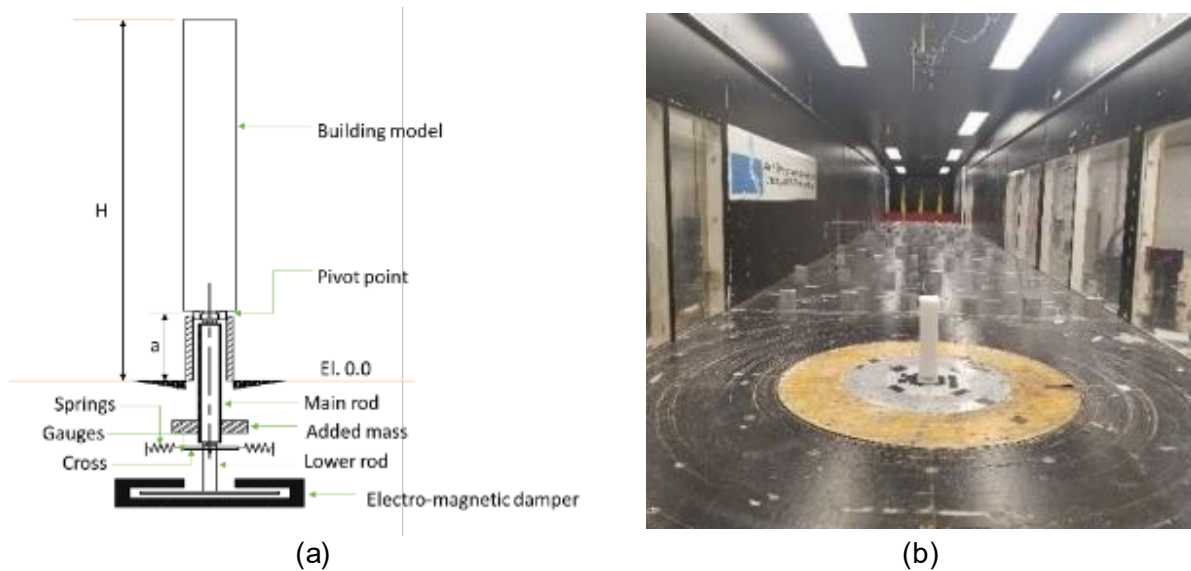 H
Building model
Pivot point
a
El. 0.0
Springs
Main rod
Gauges
Added mass
Cross
Lower rod
Electro-magnetic damper
(a)
(b)